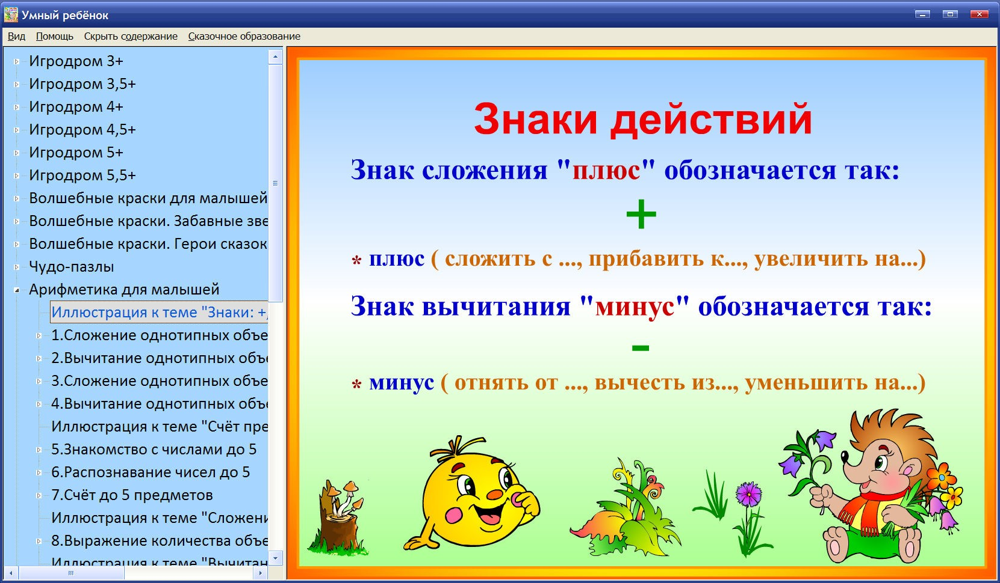 Умный ребёнок
Вид Помощь Скрыть содержание Сказочное образование
Игродром 3+
Игродром 3,5+
Игродром 4+
Игродром 4,5+
Игродром 5+
Игродром 5,5+
Волшебные краски для малышей
Волшебные краски. Забавные зве
Волшебные краски. Герои сказок
Чудо-пазлы
Арифметика для малышей
Иллюстрация к теме "Знаки: +,
1.Сложение однотипных объе
2.Вычитание однотипных объе
3.Сложение однотипных объе
4.Вычитание однотипных объе
Иллюстрация к теме "Счёт пре
5.Знакомство с числами до 5
6.Распознавание чисел до 5
7.Счёт до 5 предметов
Иллюстрация к теме "Сложени
8.Выражение количества объе
Иллюстрация к теме "Вычитан
Знаки действий
Знак сложения "плюс" обозначается так:
+
* плюс ( сложить с ..., прибавить к..., увеличить на...)
Знак вычитания "минус" обозначается так:
-
* минус ( отнять от ..., вычесть из..., уменьшить на...)